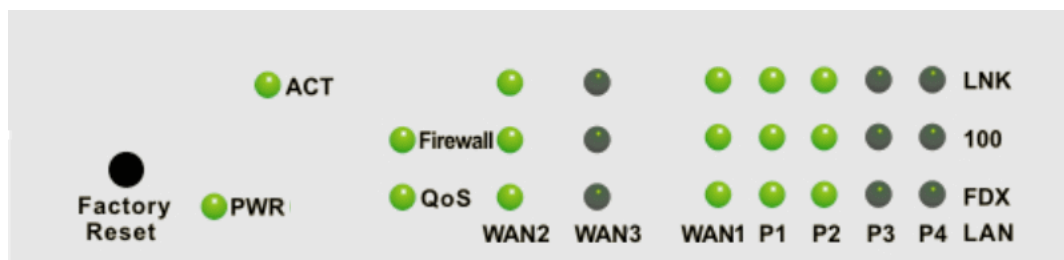 ACT
LNK
Firewall
100
QoS
FDX
Factory
Reset
PWR
WAN2 WAN3 WAN1 P1 P2 P3 P4 LAN